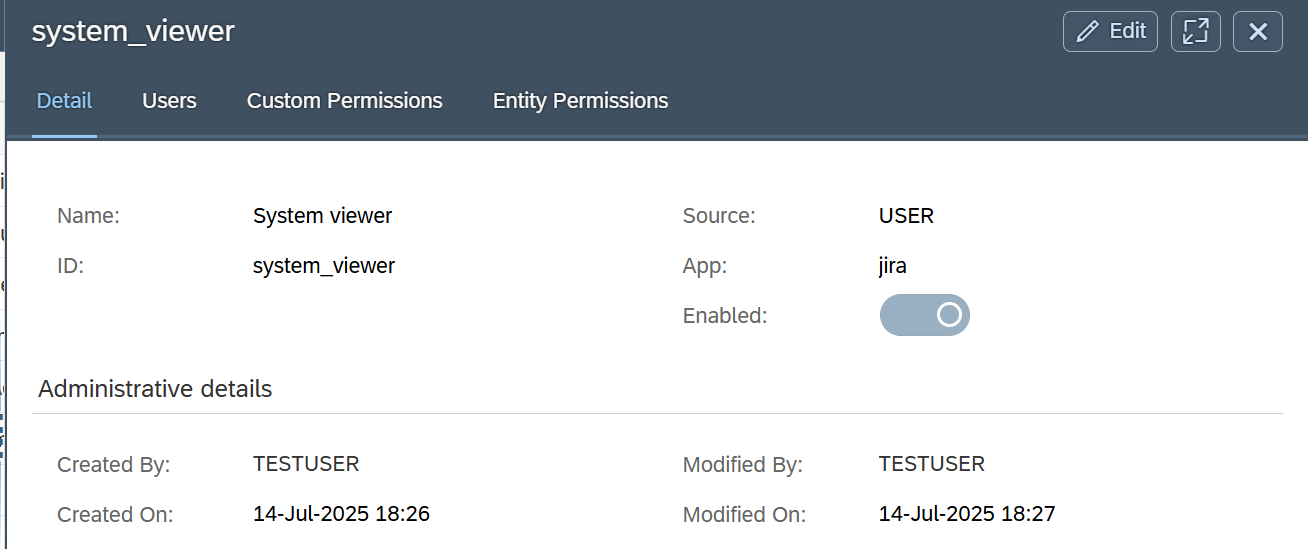 system_viewer
Edit
Detail Users Custom Permissions Entity Permissions
Name: System viewer Source: USER
ID: system_viewer App: jira
Enabled:
Administrative details
Created By: TESTUSER Modified By: TESTUSER
Created On: 14-Jul-2025 18:26 Modified On: 14-Jul-2025 18:27